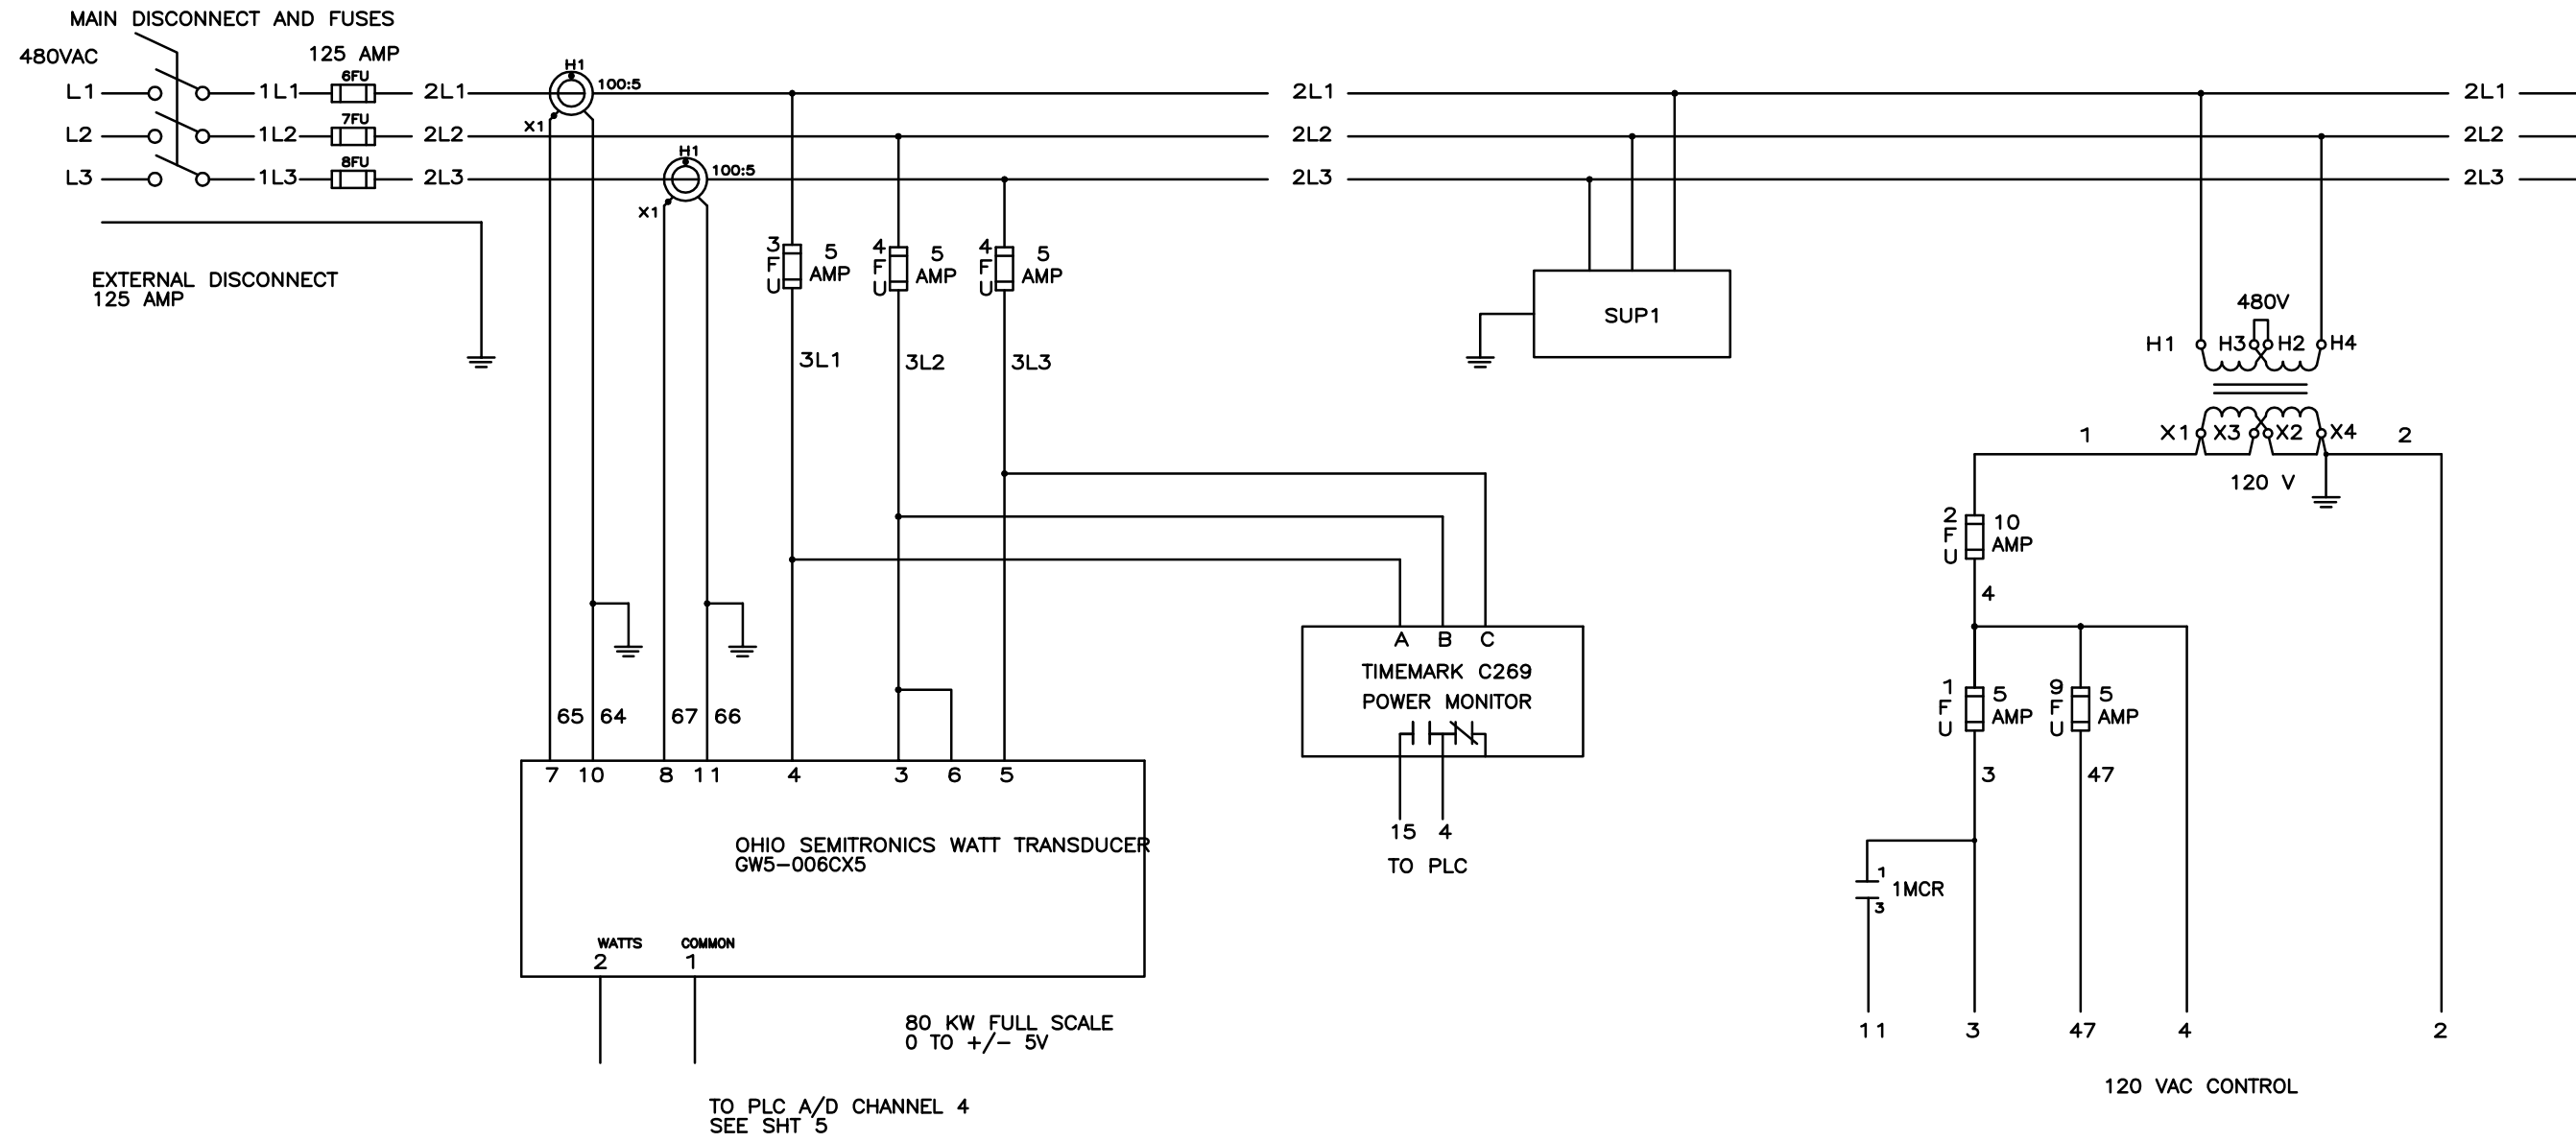 MAIN DISCONNECT AND FUSES
480VAC
125 AMP
L1 1L1 6FU 2L1 H1 100:5 2L1 2L1
X1
L2 1L2 7FU 2L2 2L2 2L2
L3 1L3 8FU 2L3 H1 100:5 2L3 2L3
X1
EXTERNAL DISCONNECT
125 AMP
3FU 5 AMP
4FU 5 AMP
4FU 5 AMP
3L1 3L2 3L3
SUP1
480V
H1 H3 H2 H4
1 X1 X3 X2 X4 2
120 V
2FU 10 AMP
4
65 64 67 66
A B C
TIMEMARK C269
POWER MONITOR
15 4
TO PLC
1FU 5 AMP
9FU 5 AMP
3 47
7 10 8 11 4 3 6 5
OHIO SEMITRONICS WATT TRANSDUCER
GW5-006CX5
WATTS COMMON
2 1
1
1MCR
3
80 KW FULL SCALE
0 TO +/- 5V
11 3 47 4 2
120 VAC CONTROL
TO PLC A/D CHANNEL 4
SEE SHT 5